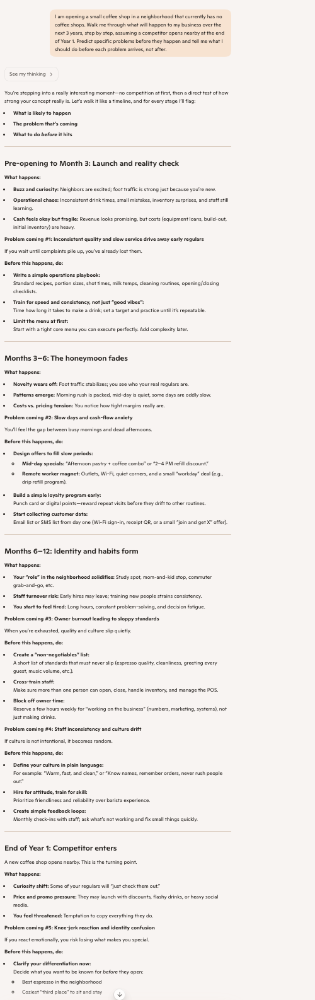 I am opening a small coffee shop in a neighborhood that currently has no
coffee shops. Walk me through what will happen to my business over the
next 3 years, step by step, assuming a competitor opens nearby at the end
of Year 1. Predict specific problems before they happen and tell me what I
should do before each problem arrives, not after.
See my thinking
You’re stepping into a really interesting moment—no competition at first, then a direct test of how
strong your concept really is. Let’s walk it like a timeline, and for every stage I’ll flag:
What is likely to happen
The problem that’s coming
What to do before it hits
Pre-opening to Month 3: Launch and reality check
What happens:
Buzz and curiosity: Neighbors are excited; foot traffic is strong just because you’re new.
Operational chaos: Inconsistent drink times, small mistakes, inventory surprises, and staff still
learning.
Cash feels okay but fragile: Revenue looks promising, but costs (equipment loans, build-out,
initial inventory) are heavy.
Problem coming #1: Inconsistent quality and slow service drive away early regulars
If you wait until complaints pile up, you’ve already lost them.
Before this happens, do:
Write a simple operations playbook:
Standard recipes, portion sizes, shot times, milk temps, cleaning routines, opening/closing
checklists.
Train for speed and consistency, not just “good vibes”:
Time how long it takes to make a drink; set a target and practice until it’s repeatable.
Limit the menu at first:
Start with a tight core menu you can execute perfectly. Add complexity later.
Months 3–6: The honeymoon fades
What happens:
Novelty wears off: Foot traffic stabilizes; you see who your real regulars are.
Patterns emerge: Morning rush is packed, mid-day is quiet, some days are oddly slow.
Costs vs. pricing tension: You notice how tight margins really are.
Problem coming #2: Slow days and cash-flow anxiety
You’ll feel the gap between busy mornings and dead afternoons.
Before this happens, do:
Design offers to fill slow periods:
Mid-day specials: “Afternoon pastry + coffee combo” or “2–4 PM refill discount.”
Remote worker magnet: Outlets, Wi-Fi, quiet corners, and a small “workday” deal (e.g.,
drip refill program).
Build a simple loyalty program early:
Punch card or digital points—reward repeat visits before they drift to other routines.
Start collecting customer data:
Email list or SMS list from day one (Wi-Fi sign-in, receipt QR, or a small “join and get X” offer).
Months 6–12: Identity and habits form
What happens:
Your “role” in the neighborhood solidifies: Study spot, mom-and-kid stop, commuter
grab-and-go, etc.
Staff turnover risk: Early hires may leave; training new people strains consistency.
You start to feel tired: Long hours, constant problem-solving, and decision fatigue.
Problem coming #3: Owner burnout leading to sloppy standards
When you’re exhausted, quality and culture slip quietly.
Before this happens, do:
Create a “non-negotiables” list:
A short list of standards that must never slip (espresso quality, cleanliness, greeting every
guest, music volume, etc.).
Cross-train staff:
Make sure more than one person can open, close, handle inventory, and manage the POS.
Block off owner time:
Reserve a few hours weekly for “working on the business” (numbers, marketing, systems), not
just making drinks.
Problem coming #4: Staff inconsistency and culture drift
If culture is not intentional, it becomes random.
Before this happens, do:
Define your culture in plain language:
For example: “Warm, fast, and clean,” or “Know names, remember orders, never rush people
out.”
Hire for attitude, train for skill:
Prioritize friendliness and reliability over barista experience.
Create simple feedback loops:
Monthly check-ins with staff; ask what’s not working and fix small things quickly.
End of Year 1: Competitor enters
A new coffee shop opens nearby. This is the turning point.
What happens:
Curiosity shift: Some of your regulars will “just check them out.”
Price and promo pressure: They may launch with discounts, flashy drinks, or heavy social
media.
You feel threatened: Temptation to copy everything they do.
Problem coming #5: Knee-jerk reaction and identity confusion
If you react emotionally, you risk losing what makes you special.
Before this happens, do:
Clarify your differentiation now:
Decide what you want to be known for before they open:
Best espresso in the neighborhood
Coziest “third place” to sit and stay